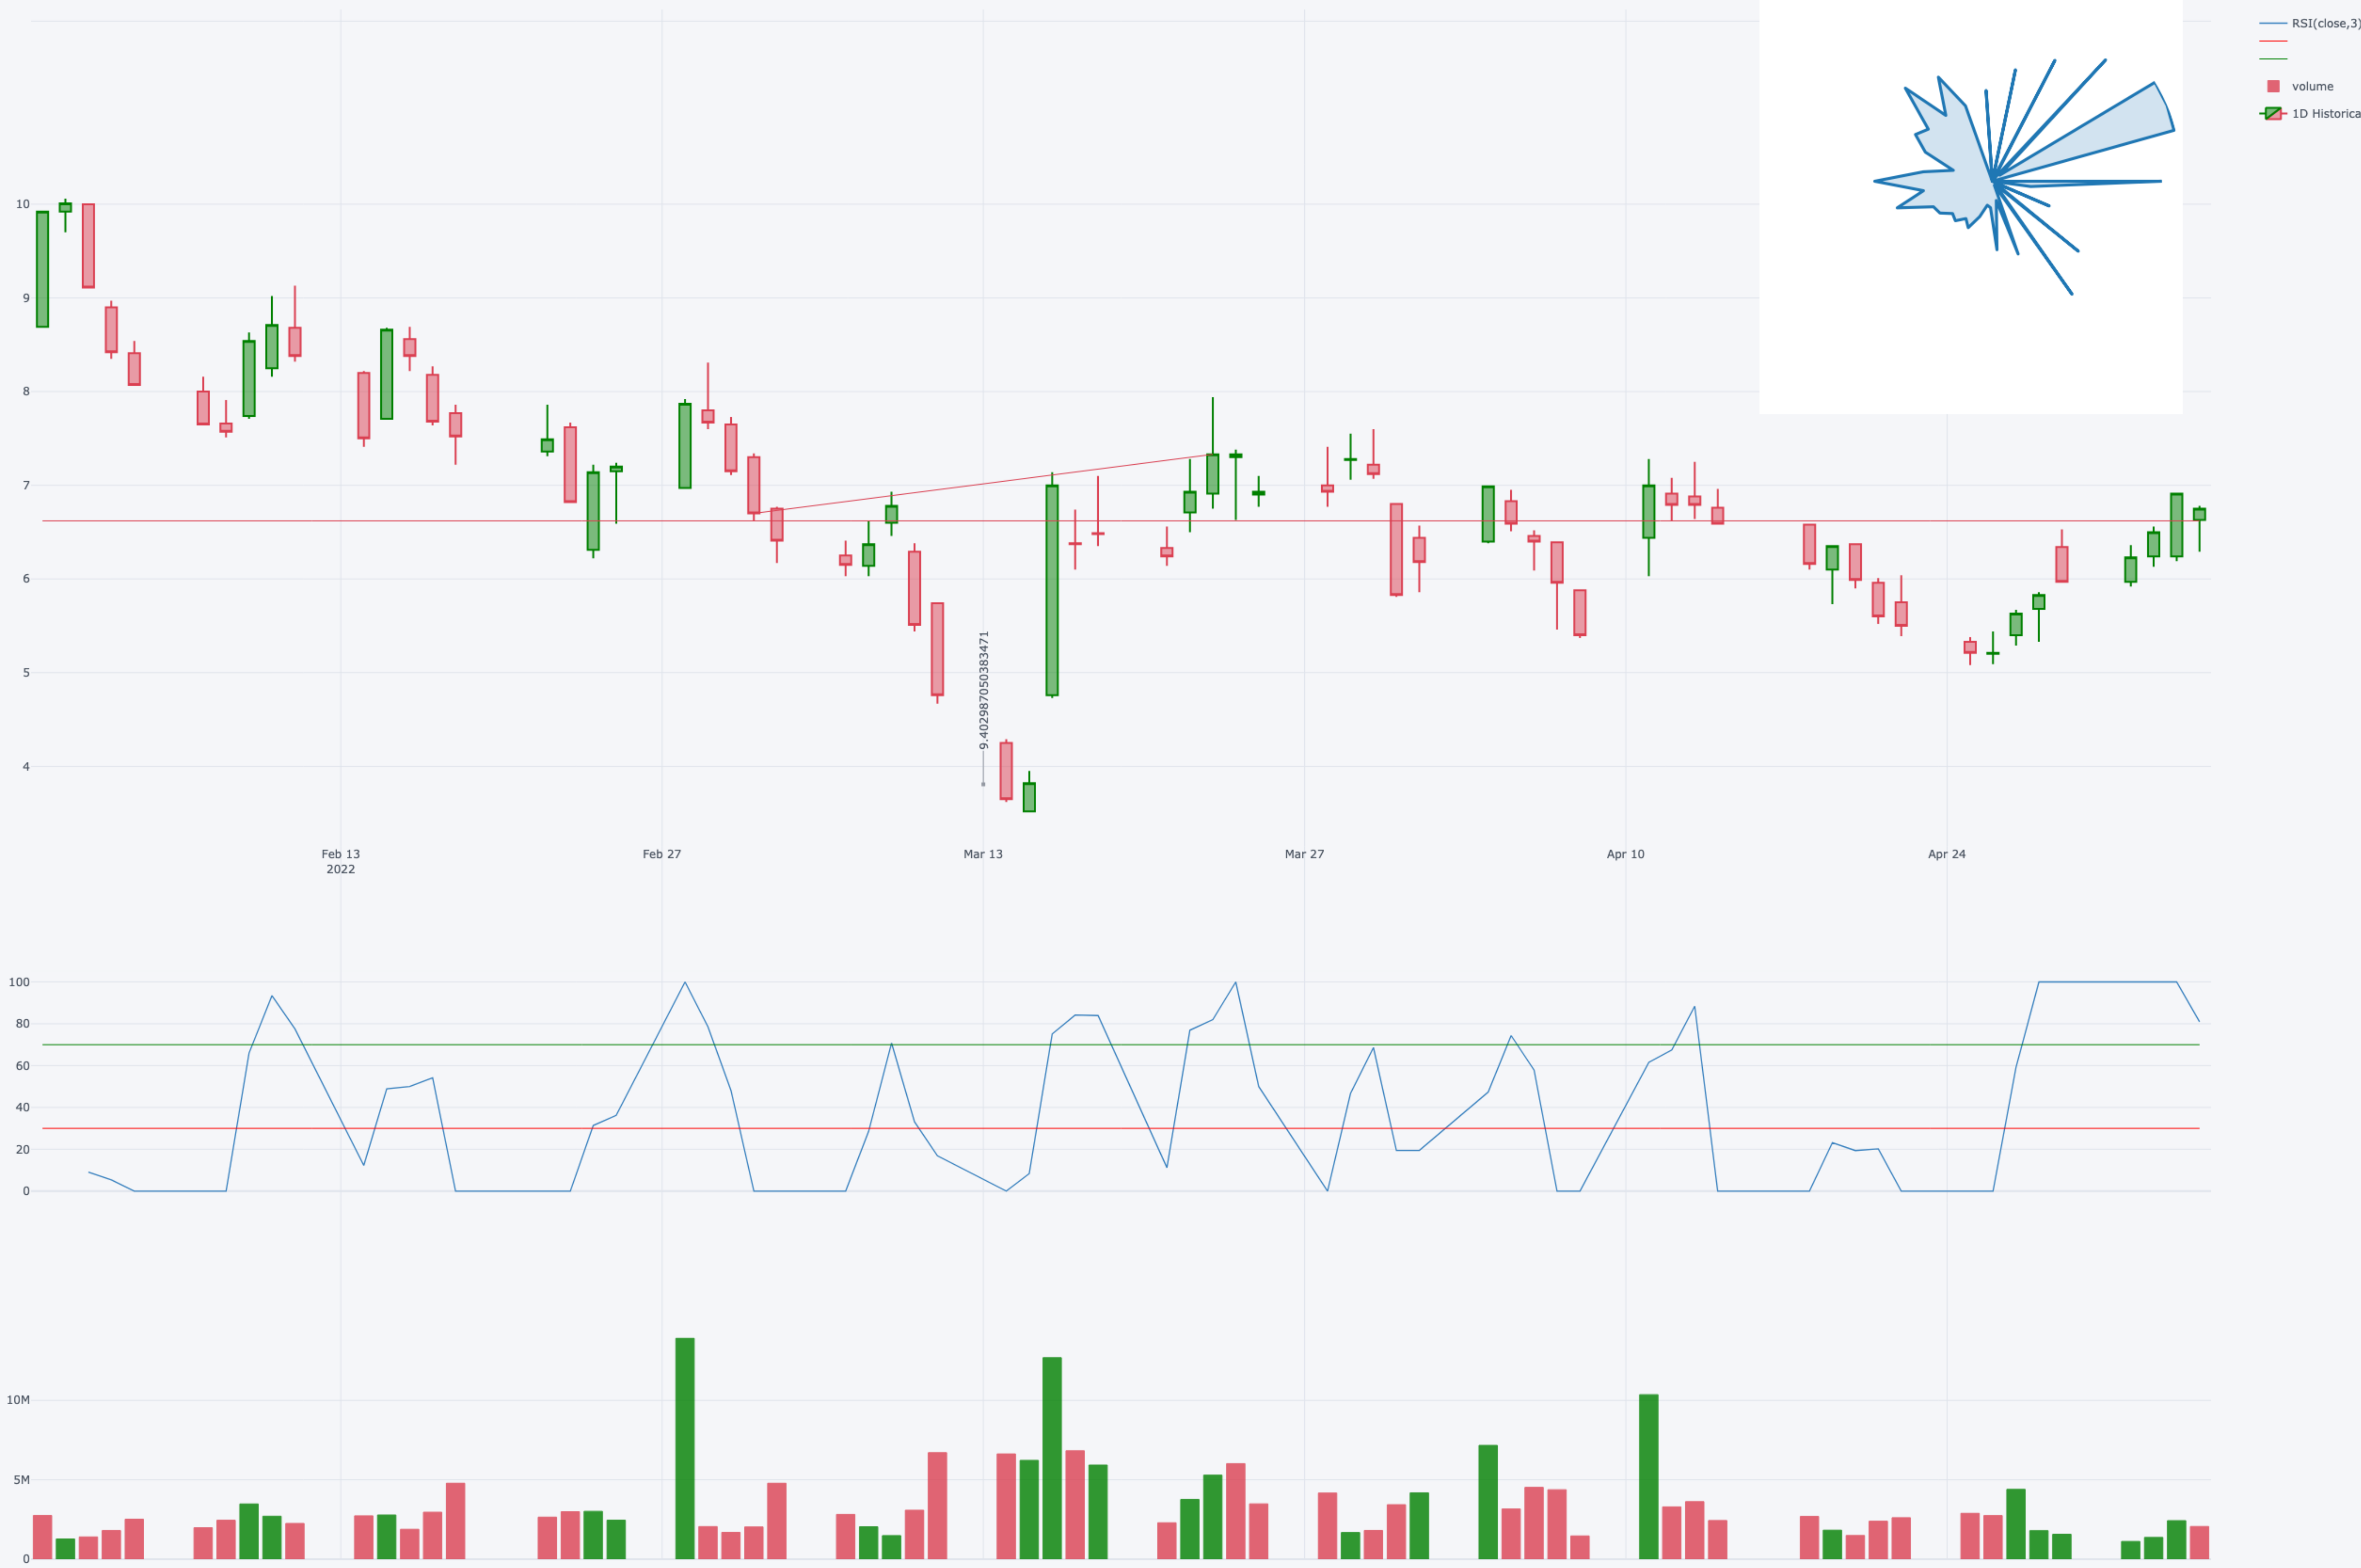 RSI(close,3)
volume
1D Historica
10
9
8
7
6
5
4
9.402987050383471
Feb 13
2022
Feb 27
Mar 13
Mar 27
Apr 10
Apr 24
100
80
60
40
20
0
10M
5M
0